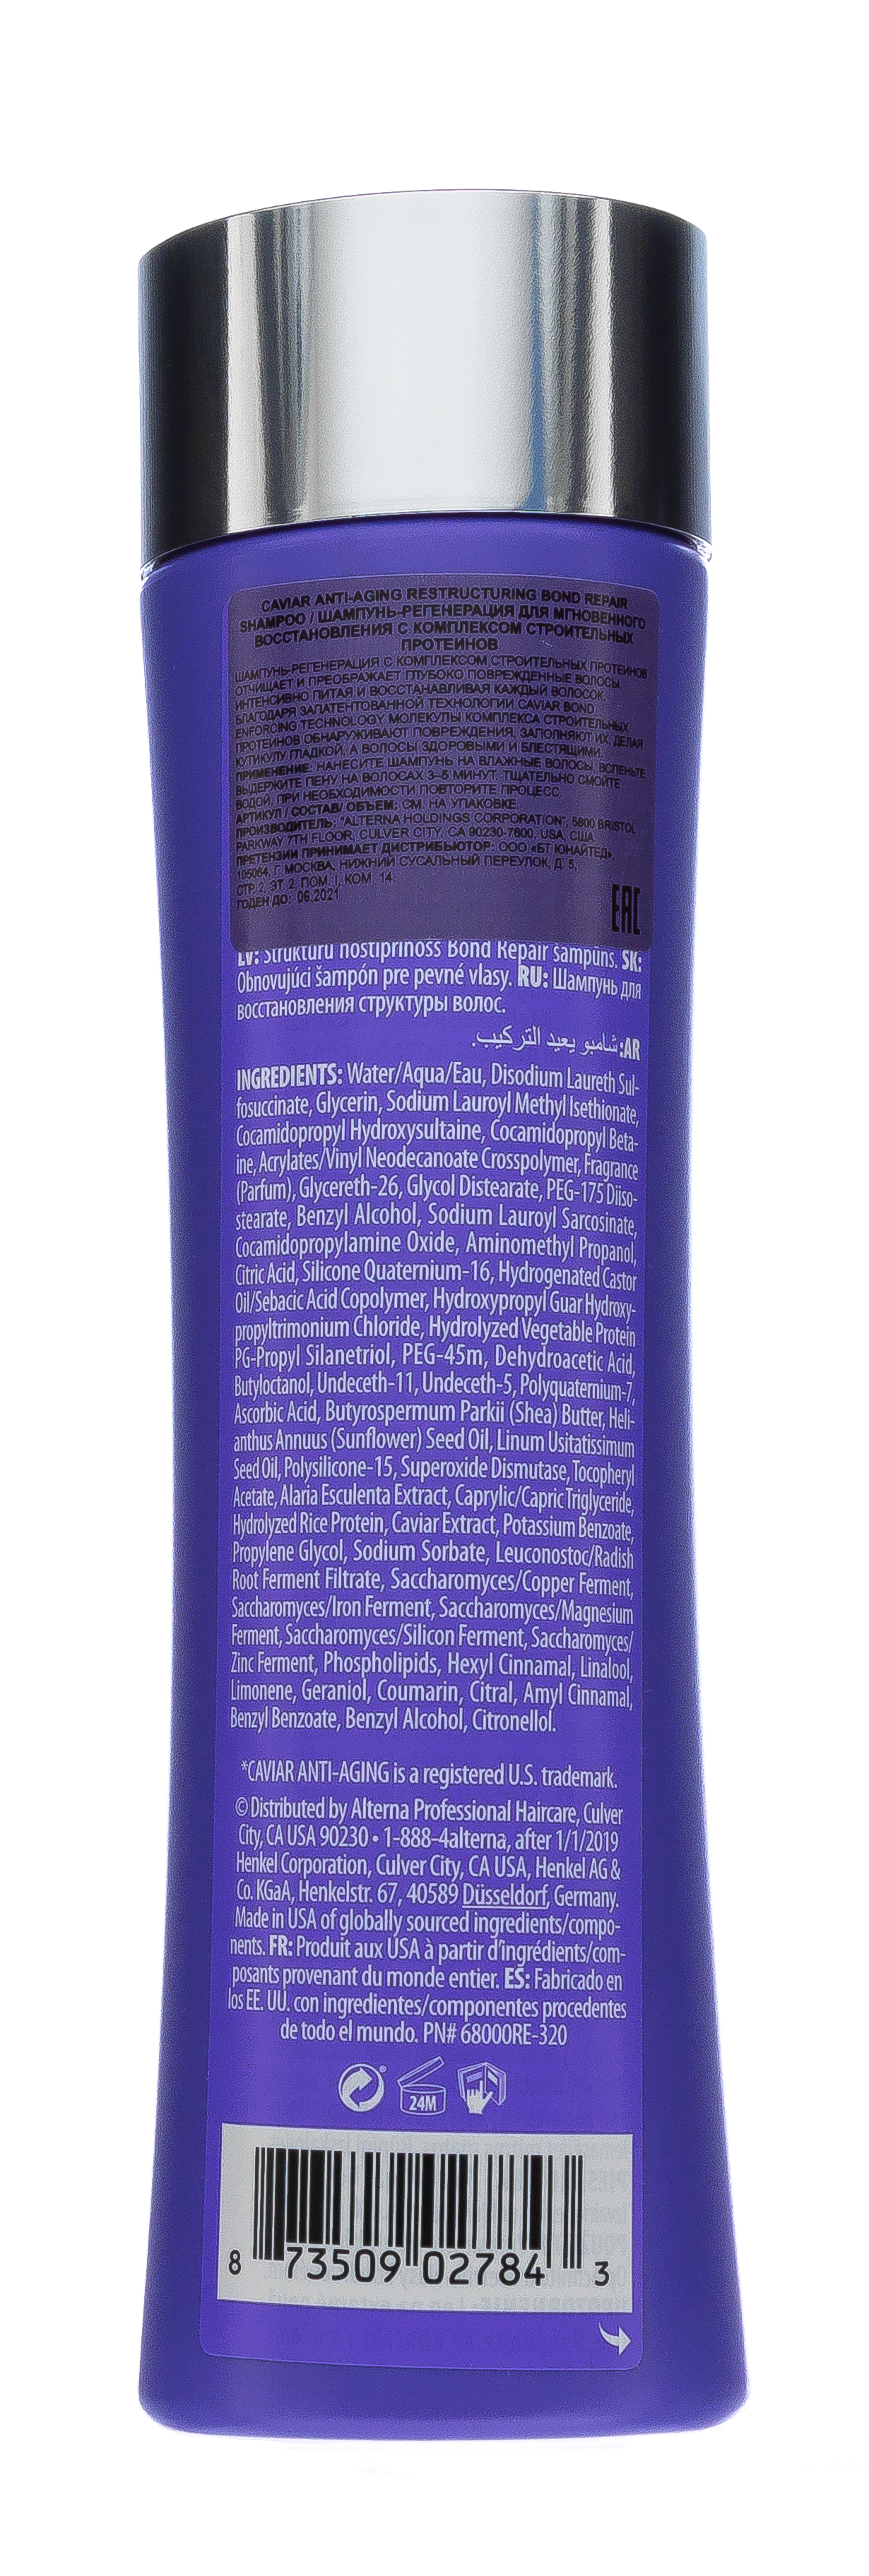 CAVIAR ANTI-AGING RESTRUCTURING BOND REPAIR
SHAMPOO / ШАМПУНЬ-РЕГЕНЕРАЦИЯ ДЛЯ МГНОВЕННОГО
ВОССТАНОВЛЕНИЯ С КОМПЛЕКСОМ СТРОИТЕЛЬНЫХ
ПРОТЕИНОВ
ШАМПУНЬ-РЕГЕНЕРАЦИЯ С КОМПЛЕКСОМ СТРОИТЕЛЬНЫХ ПРОТЕИНОВ
ОЧИЩАЕТ И ПРЕОБРАЖАЕТ ГЛУБОКО ПОВРЕЖДЕННЫЕ ВОЛОСЫ,
ИНТЕНСИВНО ПИТАЯ И ВОССТАНАВЛИВАЯ КАЖДЫЙ ВОЛОСОК.
БЛАГОДАРЯ ЗАПАТЕНТОВАННОЙ ТЕХНОЛОГИИ CAVIAR BOND
ENFORCING TECHNOLOGY, МОЛЕКУЛЫ КОМПЛЕКСА СТРОИТЕЛЬНЫХ
ПРОТЕИНОВ ОБНАРУЖИВАЮТ ПОВРЕЖДЕНИЯ, ЗАПОЛНЯЮТ ИХ, ДЕЛАЯ
КУТИКУЛУ ГЛАДКОЙ, А ВОЛОСЫ ЗДОРОВЫМИ И БЛЕСТЯЩИМИ.
ПРИМЕНЕНИЕ: НАНЕСИТЕ ШАМПУНЬ НА ВЛАЖНЫЕ ВОЛОСЫ, ВСПЕНЬТЕ.
ВЫДЕРЖИТЕ ПЕНУ НА ВОЛОСАХ 3–5 МИНУТ. ТЩАТЕЛЬНО СМОЙТЕ
ВОДОЙ. ПРИ НЕОБХОДИМОСТИ ПОВТОРИТЕ ПРОЦЕСС.
АРТИКУЛ / СОСТАВ/ ОБЪЕМ: СМ. НА УПАКОВКЕ.
ПРОИЗВОДИТЕЛЬ: "ALTERNA HOLDINGS CORPORATION", 5800 BRISTOL
PARKWAY 7TH FLOOR, CULVER CITY, CA 90230-7600, USA, США.
ПРЕТЕНЗИИ ПРИНИМАЕТ ДИСТРИБЬЮТОР: ООО «БТ ЮНАЙТЕД»,
105064, Г. МОСКВА, НИЖНИЙ СУСАЛЬНЫЙ ПЕРЕУЛОК, Д. 5,
СТР. 2, ЭТ. 2, ПОМ. I, КОМ. 14.
ГОДЕН ДО: 06.2021
EAC
LV: Struktūru nostiprinošs Bond Repair šampūns. SK:
Obnovujúci šampón pre pevné vlasy. RU: Шампунь для
восстановления структуры волос.
AR: شامبو يعيد التركيب.
INGREDIENTS: Water/Aqua/Eau, Disodium Laureth Sul-
fosuccinate, Glycerin, Sodium Lauroyl Methyl Isethionate,
Cocamidopropyl Hydroxysultaine, Cocamidopropyl Beta-
ine, Acrylates/Vinyl Neodecanoate Crosspolymer, Fragrance
(Parfum), Glycereth-26, Glycol Distearate, PEG-175 Diiso-
stearate, Benzyl Alcohol, Sodium Lauroyl Sarcosinate,
Cocamidopropylamine Oxide, Aminomethyl Propanol,
Citric Acid, Silicone Quaternium-16, Hydrogenated Castor
Oil/Sebacic Acid Copolymer, Hydroxypropyl Guar Hydroxy-
propyltrimonium Chloride, Hydrolyzed Vegetable Protein
PG-Propyl Silanetriol, PEG-45m, Dehydroacetic Acid,
Butyloctanol, Undeceth-11, Undeceth-5, Polyquaternium-7,
Ascorbic Acid, Butyrospermum Parkii (Shea) Butter, Heli-
anthus Annuus (Sunflower) Seed Oil, Linum Usitatissimum
Seed Oil, Polysilicone-15, Superoxide Dismutase, Tocopheryl
Acetate, Alaria Esculenta Extract, Caprylic/Capric Triglyceride,
Hydrolyzed Rice Protein, Caviar Extract, Potassium Benzoate,
Propylene Glycol, Sodium Sorbate, Leuconostoc/Radish
Root Ferment Filtrate, Saccharomyces/Copper Ferment,
Saccharomyces/Iron Ferment, Saccharomyces/Magnesium
Ferment, Saccharomyces/Silicon Ferment, Saccharomyces/
Zinc Ferment, Phospholipids, Hexyl Cinnamal, Linalool,
Limonene, Geraniol, Coumarin, Citral, Amyl Cinnamal,
Benzyl Benzoate, Benzyl Alcohol, Citronellol.
*CAVIAR ANTI-AGING is a registered U.S. trademark.
© Distributed by Alterna Professional Haircare, Culver
City, CA USA 90230 • 1-888-4alterna, after 1/1/2019
Henkel Corporation, Culver City, CA USA, Henkel AG &
Co. KGaA, Henkelstr. 67, 40589 Düsseldorf, Germany.
Made in USA of globally sourced ingredients/compo-
nents. FR: Produit aux USA à partir d'ingrédients/com-
posants provenant du monde entier. ES: Fabricado en
los EE. UU. con ingredientes/componentes procedentes
de todo el mundo. PN# 68000RE-320
24M
8 73509 02784 3